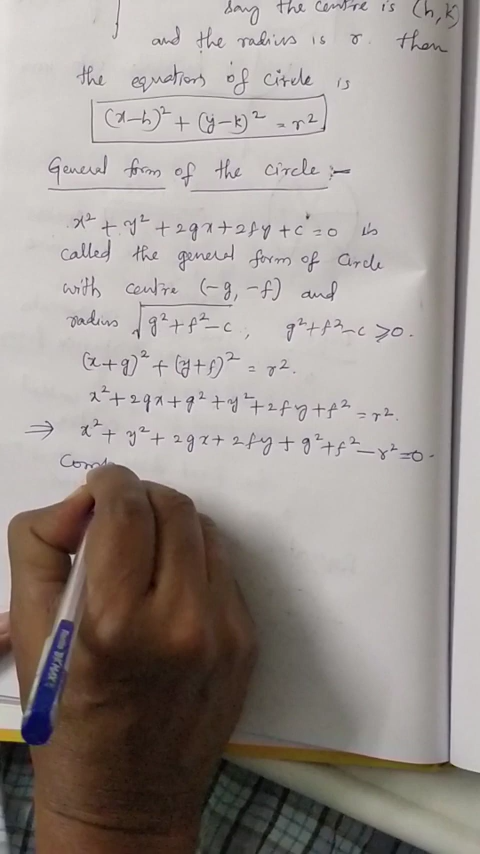 Say the centre is (h, k)
and the radius is r. then
the equation of circle is
(x-h)² + (y-k)² = r²
General form of the circle :-
x² + y² + 2gx + 2fy + c = 0 is
called the general form of circle
with centre (-g, -f) and
radius √g²+f²-c, g²+f²-c ≥ 0.
(x+g)² + (y+f)² = r².
x² + 2gx + g² + y² + 2fy + f² = r².
⇒ x² + y² + 2gx + 2fy + g² + f² - r² = 0.